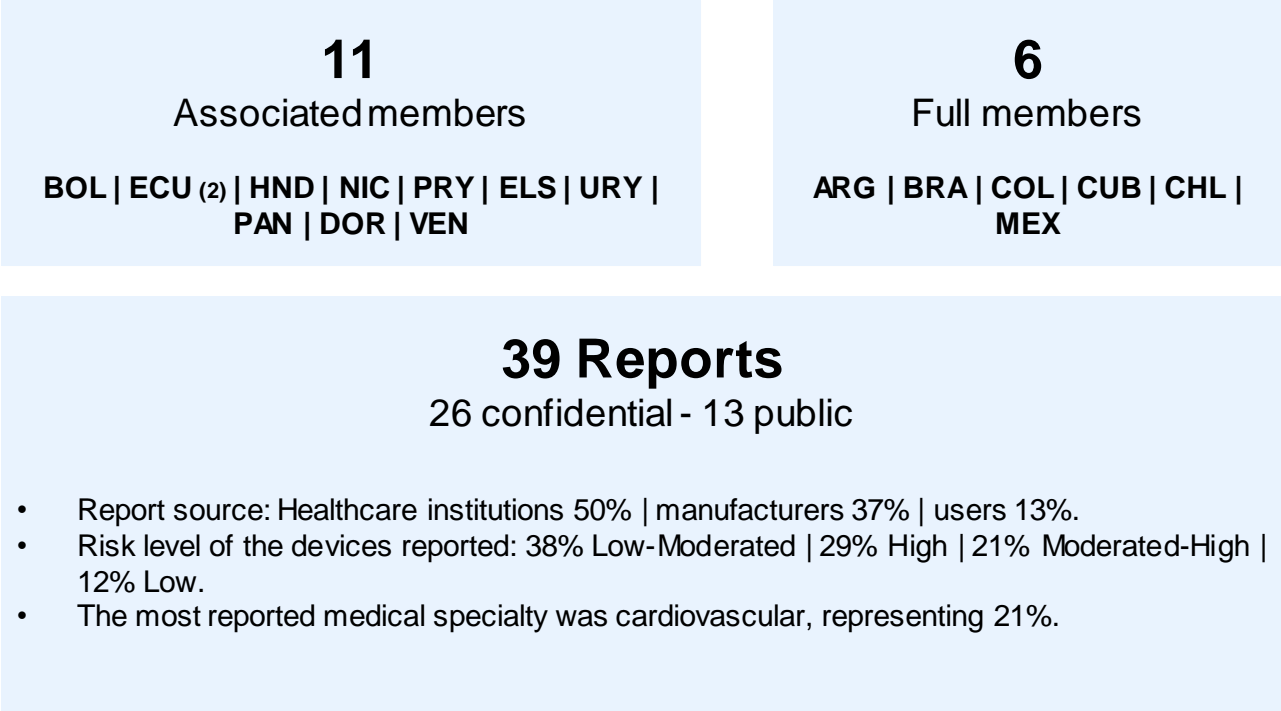 11
Associated members
BOL | ECU (2) | HND | NIC | PRY | ELS | URY |
PAN | DOR | VEN
6
Full members
ARG | BRA | COL | CUB | CHL |
MEX
39 Reports
26 confidential - 13 public
• Report source: Healthcare institutions 50% | manufacturers 37% | users 13%.
• Risk level of the devices reported: 38% Low-Moderated | 29% High | 21% Moderated-High |
12% Low.
• The most reported medical specialty was cardiovascular, representing 21%.